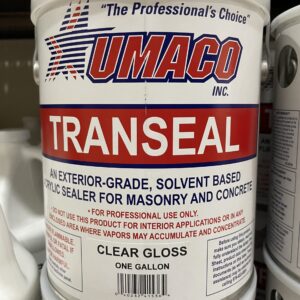 "The Professional's Choice"
UMACO
INC.
TRANSEAL
AN EXTERIOR-GRADE, SOLVENT BASED
ACRYLIC SEALER FOR MASONRY AND CONCRETE
• FOR PROFESSIONAL USE ONLY.
• DO NOT USE THIS PRODUCT FOR INTERIOR APPLICATIONS OR IN ANY
ENCLOSED AREA WHERE VAPORS MAY ACCUMULATE AND CONCENTRATE.
CLEAR GLOSS
ONE GALLON